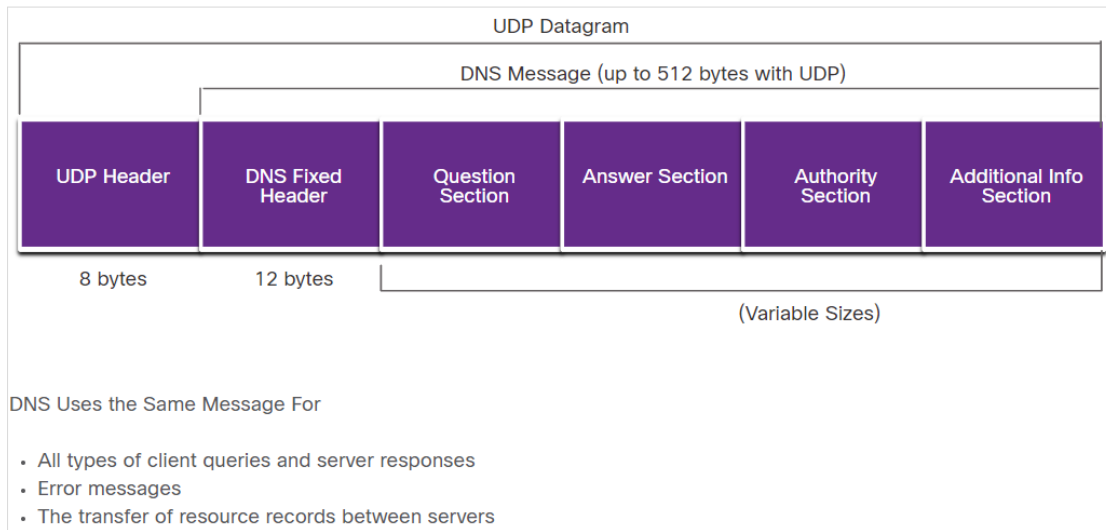 UDP Datagram
DNS Message (up to 512 bytes with UDP)
UDP Header
DNS Fixed
Header
Question
Section
Answer Section
Authority
Section
Additional Info
Section
8 bytes
12 bytes
(Variable Sizes)
DNS Uses the Same Message For
• All types of client queries and server responses
• Error messages
• The transfer of resource records between servers